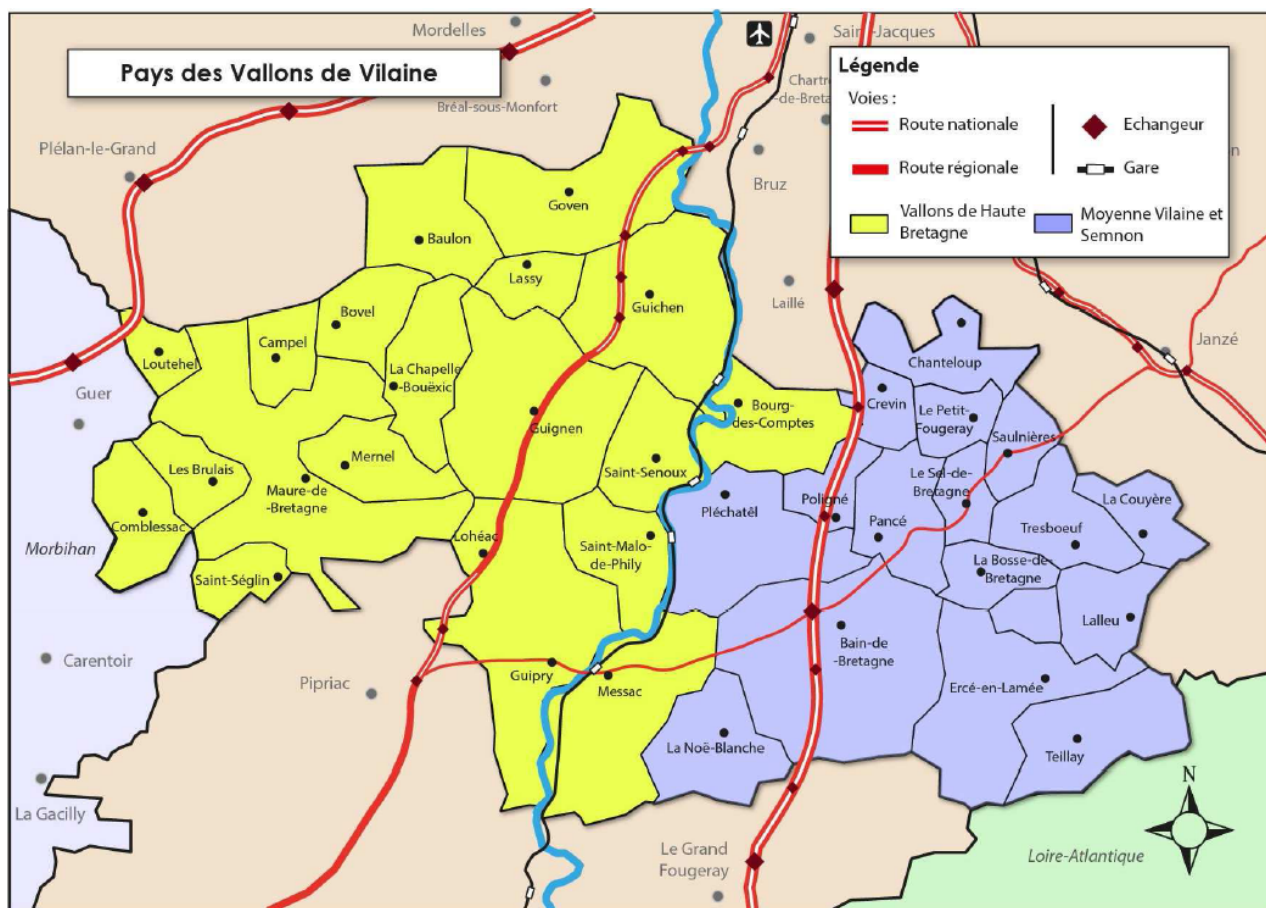 Mordelles
Saint-Jacques
Pays des Vallons de Vilaine
Bréal-sous-Monfort
Chartre
-de-Breta
Plélan-le-Grand
Bruz
Légende
Voies :
Route nationale
Echangeur
Route régionale
Gare
Vallons de Haute
Bretagne
Moyenne Vilaine et
Semnon
Goven
Baulon
Lassy
Laillé
Guichen
Bovel
Campel
Loutehel
La Chapelle
-Bouëxic
Guer
Janzé
Chanteloup
Crevin
Le Petit-
Fougeray
Bourg-
des-Comptes
Guignen
Saulnières
Mernel
Les Brulais
Saint-Senoux
Maure-de
-Bretagne
Le Sel-de-
Bretagne
Pléchatêl
Poligné
La Couyère
Comblessac
Pancé
Tresboeuf
Morbihan
Lohéac
Saint-Malo-
de-Phily
La Bosse-de-
Bretagne
Saint-Séglin
Lalleu
Bain-de
-Bretagne
Carentoir
Pipriac
Guipry
Messac
Ercé-en-Lamée
La Noë-Blanche
Teillay
La Gacilly
N
Le Grand
Fougeray
Loire-Atlantique